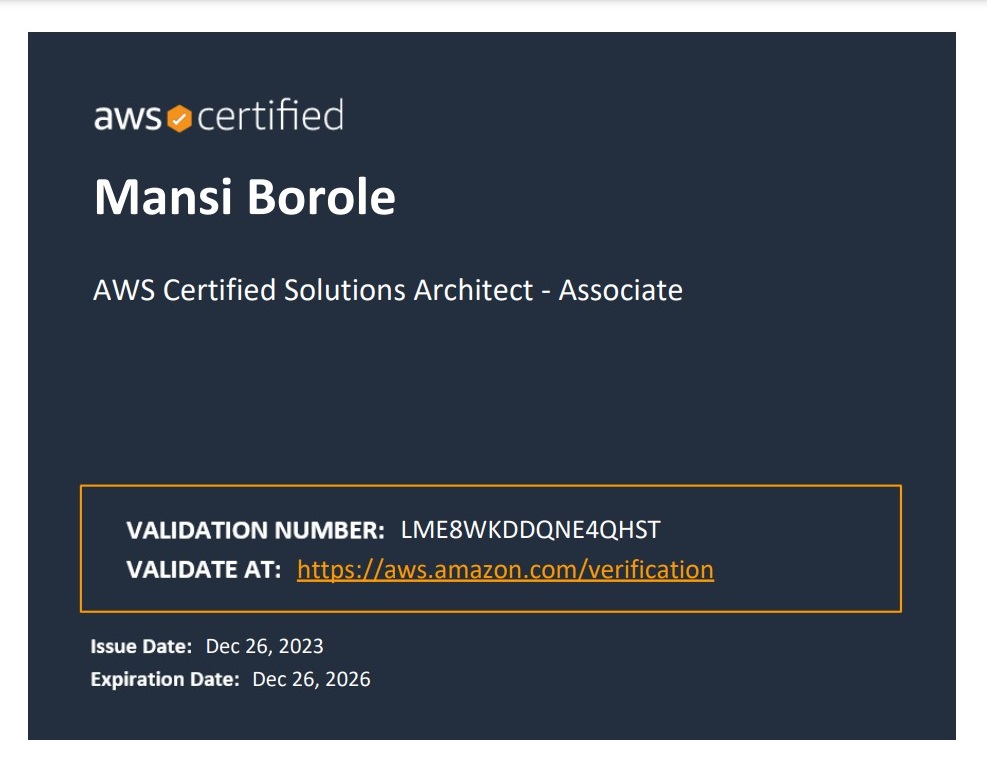 aws certified
Mansi Borole
AWS Certified Solutions Architect - Associate
VALIDATION NUMBER: LME8WKDDQNE4QHST
VALIDATE AT: https://aws.amazon.com/verification
Issue Date: Dec 26, 2023
Expiration Date: Dec 26, 2026